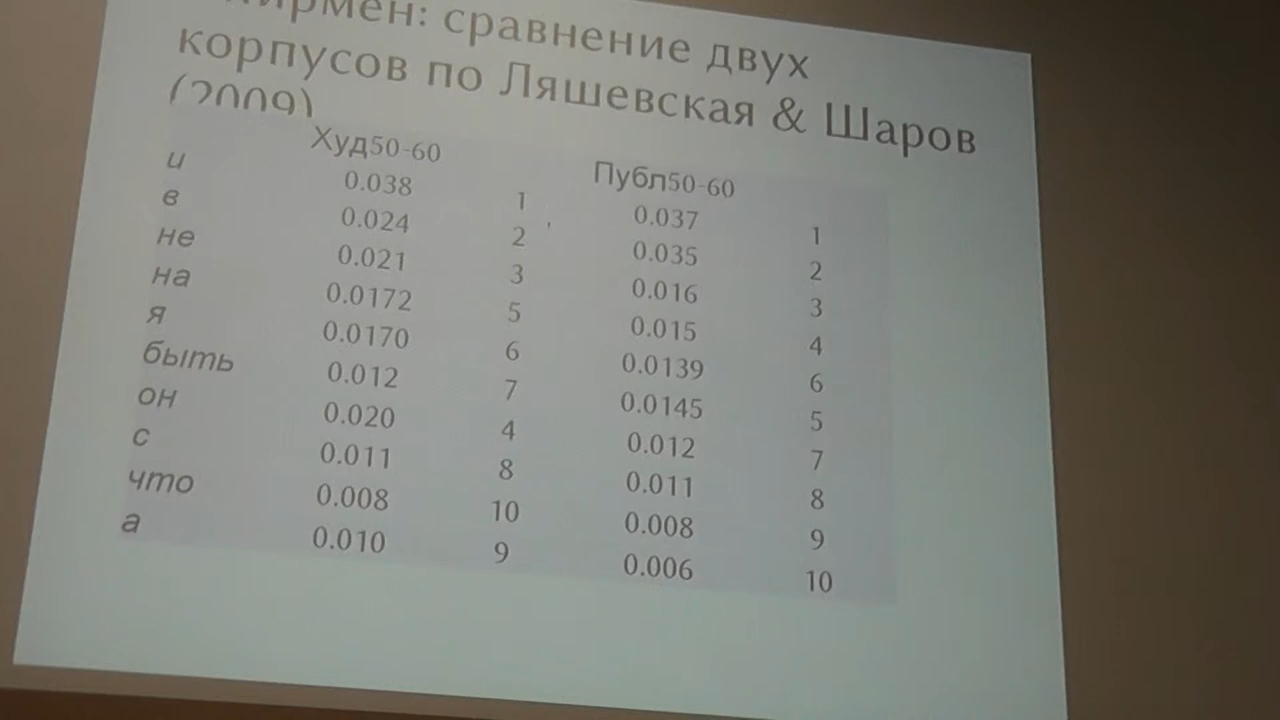 сравнение двух
корпусов по Ляшевская & Шаров
(2009)
Худ50-60 Публ50-60
и 0.038 1 0.037 1
в 0.024 2 0.035 2
не 0.021 3 0.016 3
на 0.0172 5 0.015 4
я 0.0170 6 0.0139 6
быть 0.012 7 0.0145 5
он 0.020 4 0.012 7
с 0.011 8 0.011 8
что 0.008 10 0.008 9
а 0.010 9 0.006 10